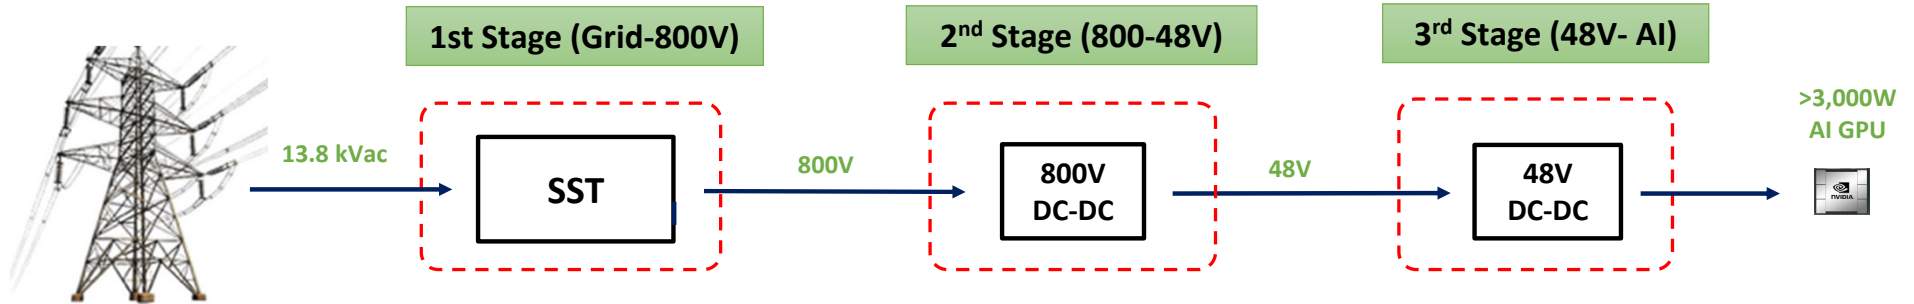 1st Stage (Grid-800V)
2nd Stage (800-48V)
3rd Stage (48V- AI)
13.8 kVac
SST
800V
800V
DC-DC
48V
48V
DC-DC
>3,000W
AI GPU
NVIDIA